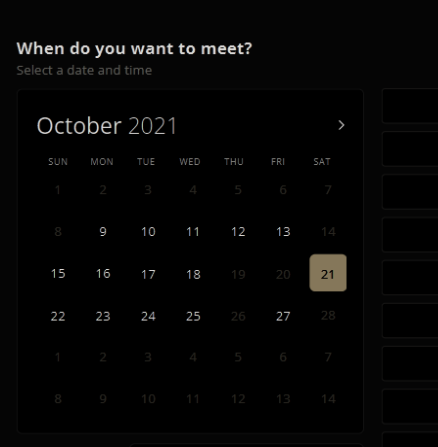 When do you want to meet?
Select a date and time
October 2021 >
SUN MON TUE WED THU FRI SAT
1 2 3 4 5 6 7
8 9 10 11 12 13 14
15 16 17 18 19 20 21
22 23 24 25 26 27 28
1 2 3 4 5 6 7
8 9 10 11 12 13 14